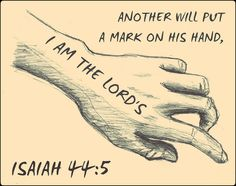 ANOTHER WILL PUT
A MARK ON HIS HAND,
I AM THE LORD'S
ISAIAH 44:5